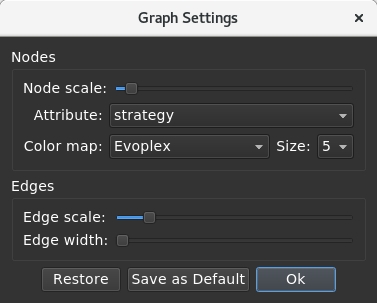 Graph Settings
Nodes
Node scale:
Attribute: strategy
Color map: Evoplex Size: 5
Edges
Edge scale:
Edge width:
Restore Save as Default Ok